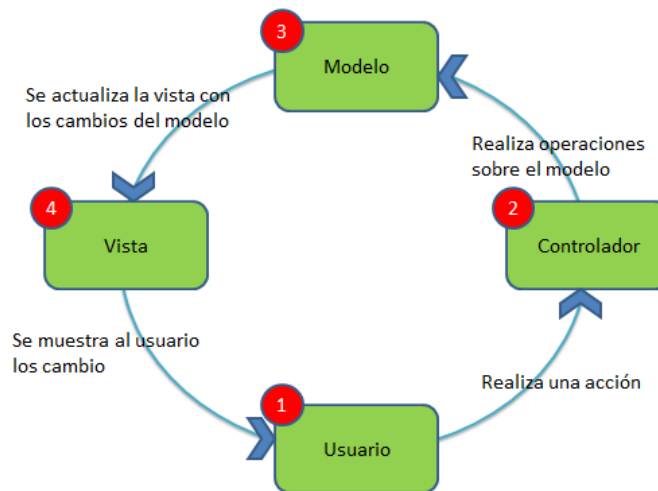 3
Modelo
Se actualiza la vista con
los cambios del modelo
Realiza operaciones
sobre el modelo
4
Vista
2
Controlador
Se muestra al usuario
los cambio
Realiza una acción
1
Usuario